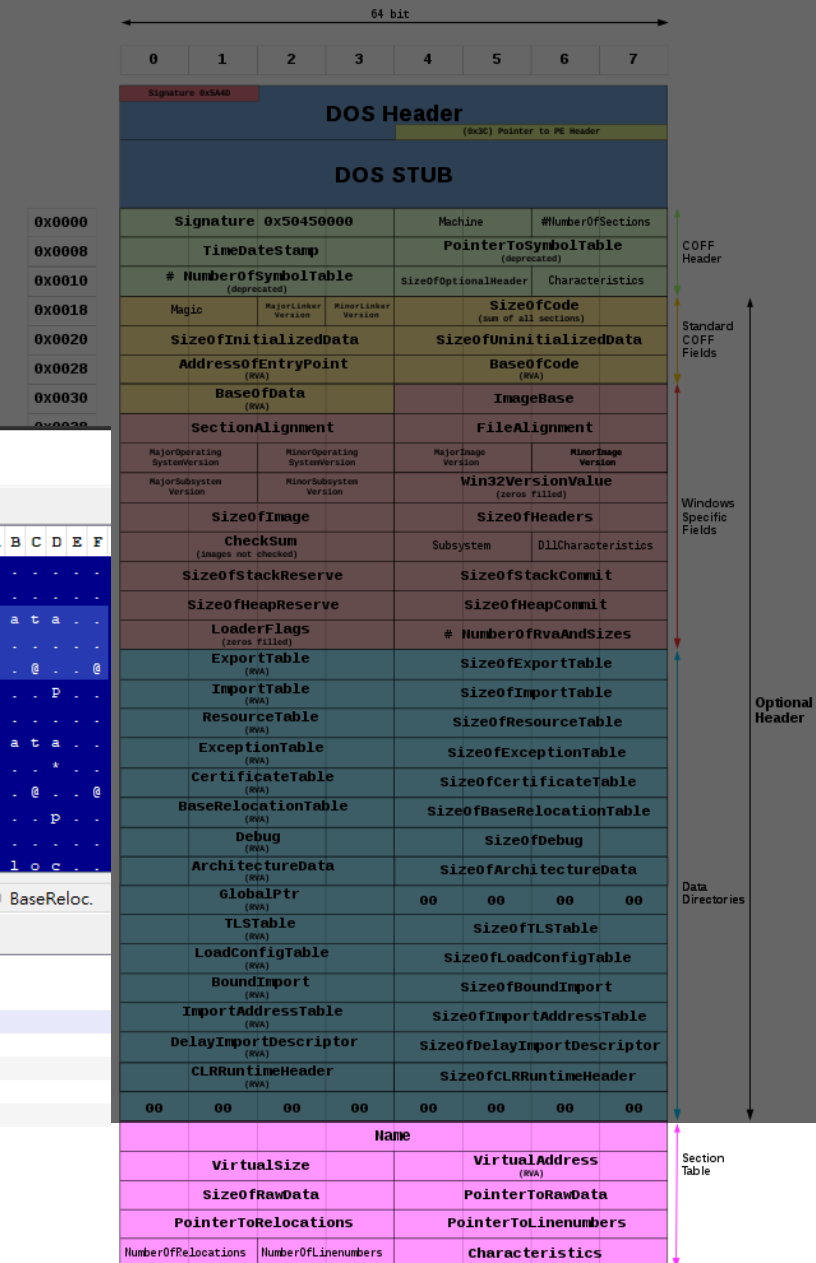 64 bit
0 1 2 3 4 5 6 7
Signature 0x5A4D
DOS Header
(0x3C) Pointer to PE Header
DOS STUB
0x0000 Signature 0x50450000 Machine #NumberOfSections
0x0008 TimeDateStamp PointerToSymbolTable
(deprecated)
COFF
Header
0x0010 # NumberOfSymbolTable SizeOfOptionalHeader Characteristics
(deprecated)
0x0018 Magic MajorLinker MinorLinker SizeOfCode
Version Version (sum of all sections)
Standard
COFF
Fields
0x0020 SizeOfInitializedData SizeOfUninitializedData
0x0028 AddressOfEntryPoint BaseOfCode
(RVA) (RVA)
0x0030 BaseOfData ImageBase
(RVA)
SectionAlignment FileAlignment
MajorOperating MinorOperating MajorImage MinorImage
SystemVersion SystemVersion Version Version
MajorSubsystem MinorSubsystem Win32VersionValue
Version Version (zeros filled)
Windows
Specific
Fields
SizeOfImage SizeOfHeaders
CheckSum Subsystem DllCharacteristics
(images not checked)
SizeOfStackReserve SizeOfStackCommit
SizeOfHeapReserve SizeOfHeapCommit
LoaderFlags # NumberOfRvaAndSizes
(zeros filled)
ExportTable SizeOfExportTable
(RVA)
ImportTable SizeOfImportTable
(RVA)
Optional
Header
ResourceTable SizeOfResourceTable
(RVA)
ExceptionTable SizeOfExceptionTable
(RVA)
CertificateTable SizeOfCertificateTable
(RVA)
BaseRelocationTable SizeOfBaseRelocationTable
(RVA)
Debug SizeOfDebug
(RVA)
ArchitectureData SizeOfArchitectureData
(RVA)
Data
Directories
GlobalPtr 00 00 00 00
(RVA)
TLSTable SizeOfTLSTable
(RVA)
LoadConfigTable SizeOfLoadConfigTable
(RVA)
BoundImport SizeOfBoundImport
(RVA)
ImportAddressTable SizeOfImportAddressTable
(RVA)
DelayImportDescriptor SizeOfDelayImportDescriptor
(RVA)
CLRRuntimeHeader SizeOfCLRRuntimeHeader
(RVA)
00 00 00 00 00 00 00 00
Name
Section
Table
VirtualSize VirtualAddress
(RVA)
SizeOfRawData PointerToRawData
PointerToRelocations PointerToLinenumbers
NumberOfRelocations NumberOfLinenumbers Characteristics
B C D E F
. . . . .
. . . . .
a t a . .
. . . . .
. @ . . @
. . p . .
. . . . .
a t a . .
. . * . .
. @ . . @
. . p . .
. . . . .
l o c . .
BaseReloc.